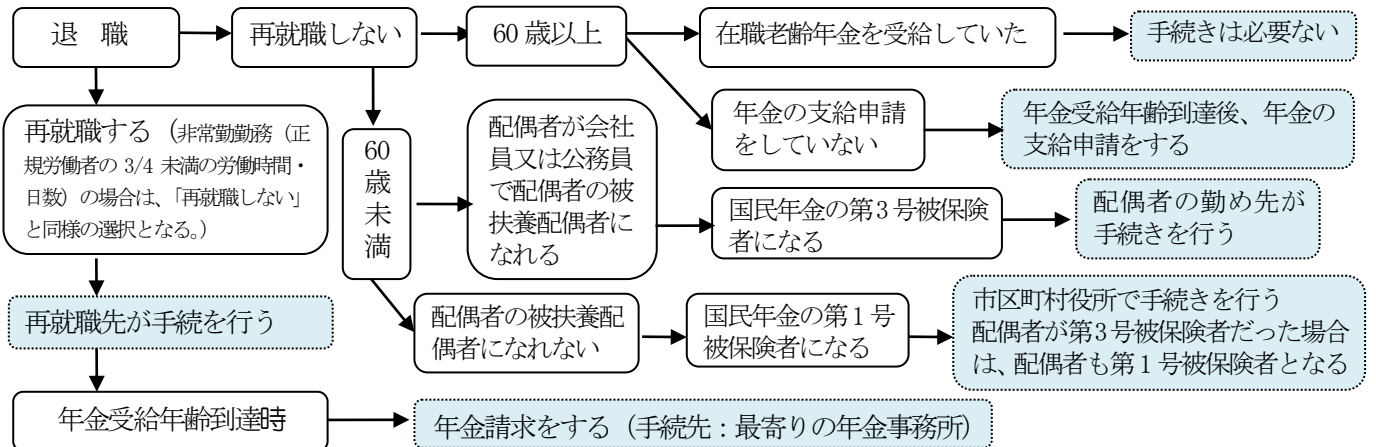 退　職
再就職しない
60 歳以上
在職老齢年金を受給していた
手続きは必要ない
再就職する（非常勤勤務（正
規労働者の 3/4 未満の労働時間・
日数）の場合は、「再就職しない」
と同様の選択となる。）
60
歳
未
満
配偶者が会社
員又は公務員
で配偶者の被
扶養配偶者に
なれる
年金の支給申請
をしていない
年金受給年齢到達後、年金の
支給申請をする
国民年金の第３号被保険
者になる
配偶者の勤め先が
手続きを行う
再就職先が手続を行う
配偶者の被扶養配
偶者になれない
国民年金の第１号
被保険者になる
市区町村役所で手続きを行う
配偶者が第３号被保険者だった場合
は、配偶者も第１号被保険者となる
年金受給年齢到達時
年金請求をする（手続先：最寄りの年金事務所）